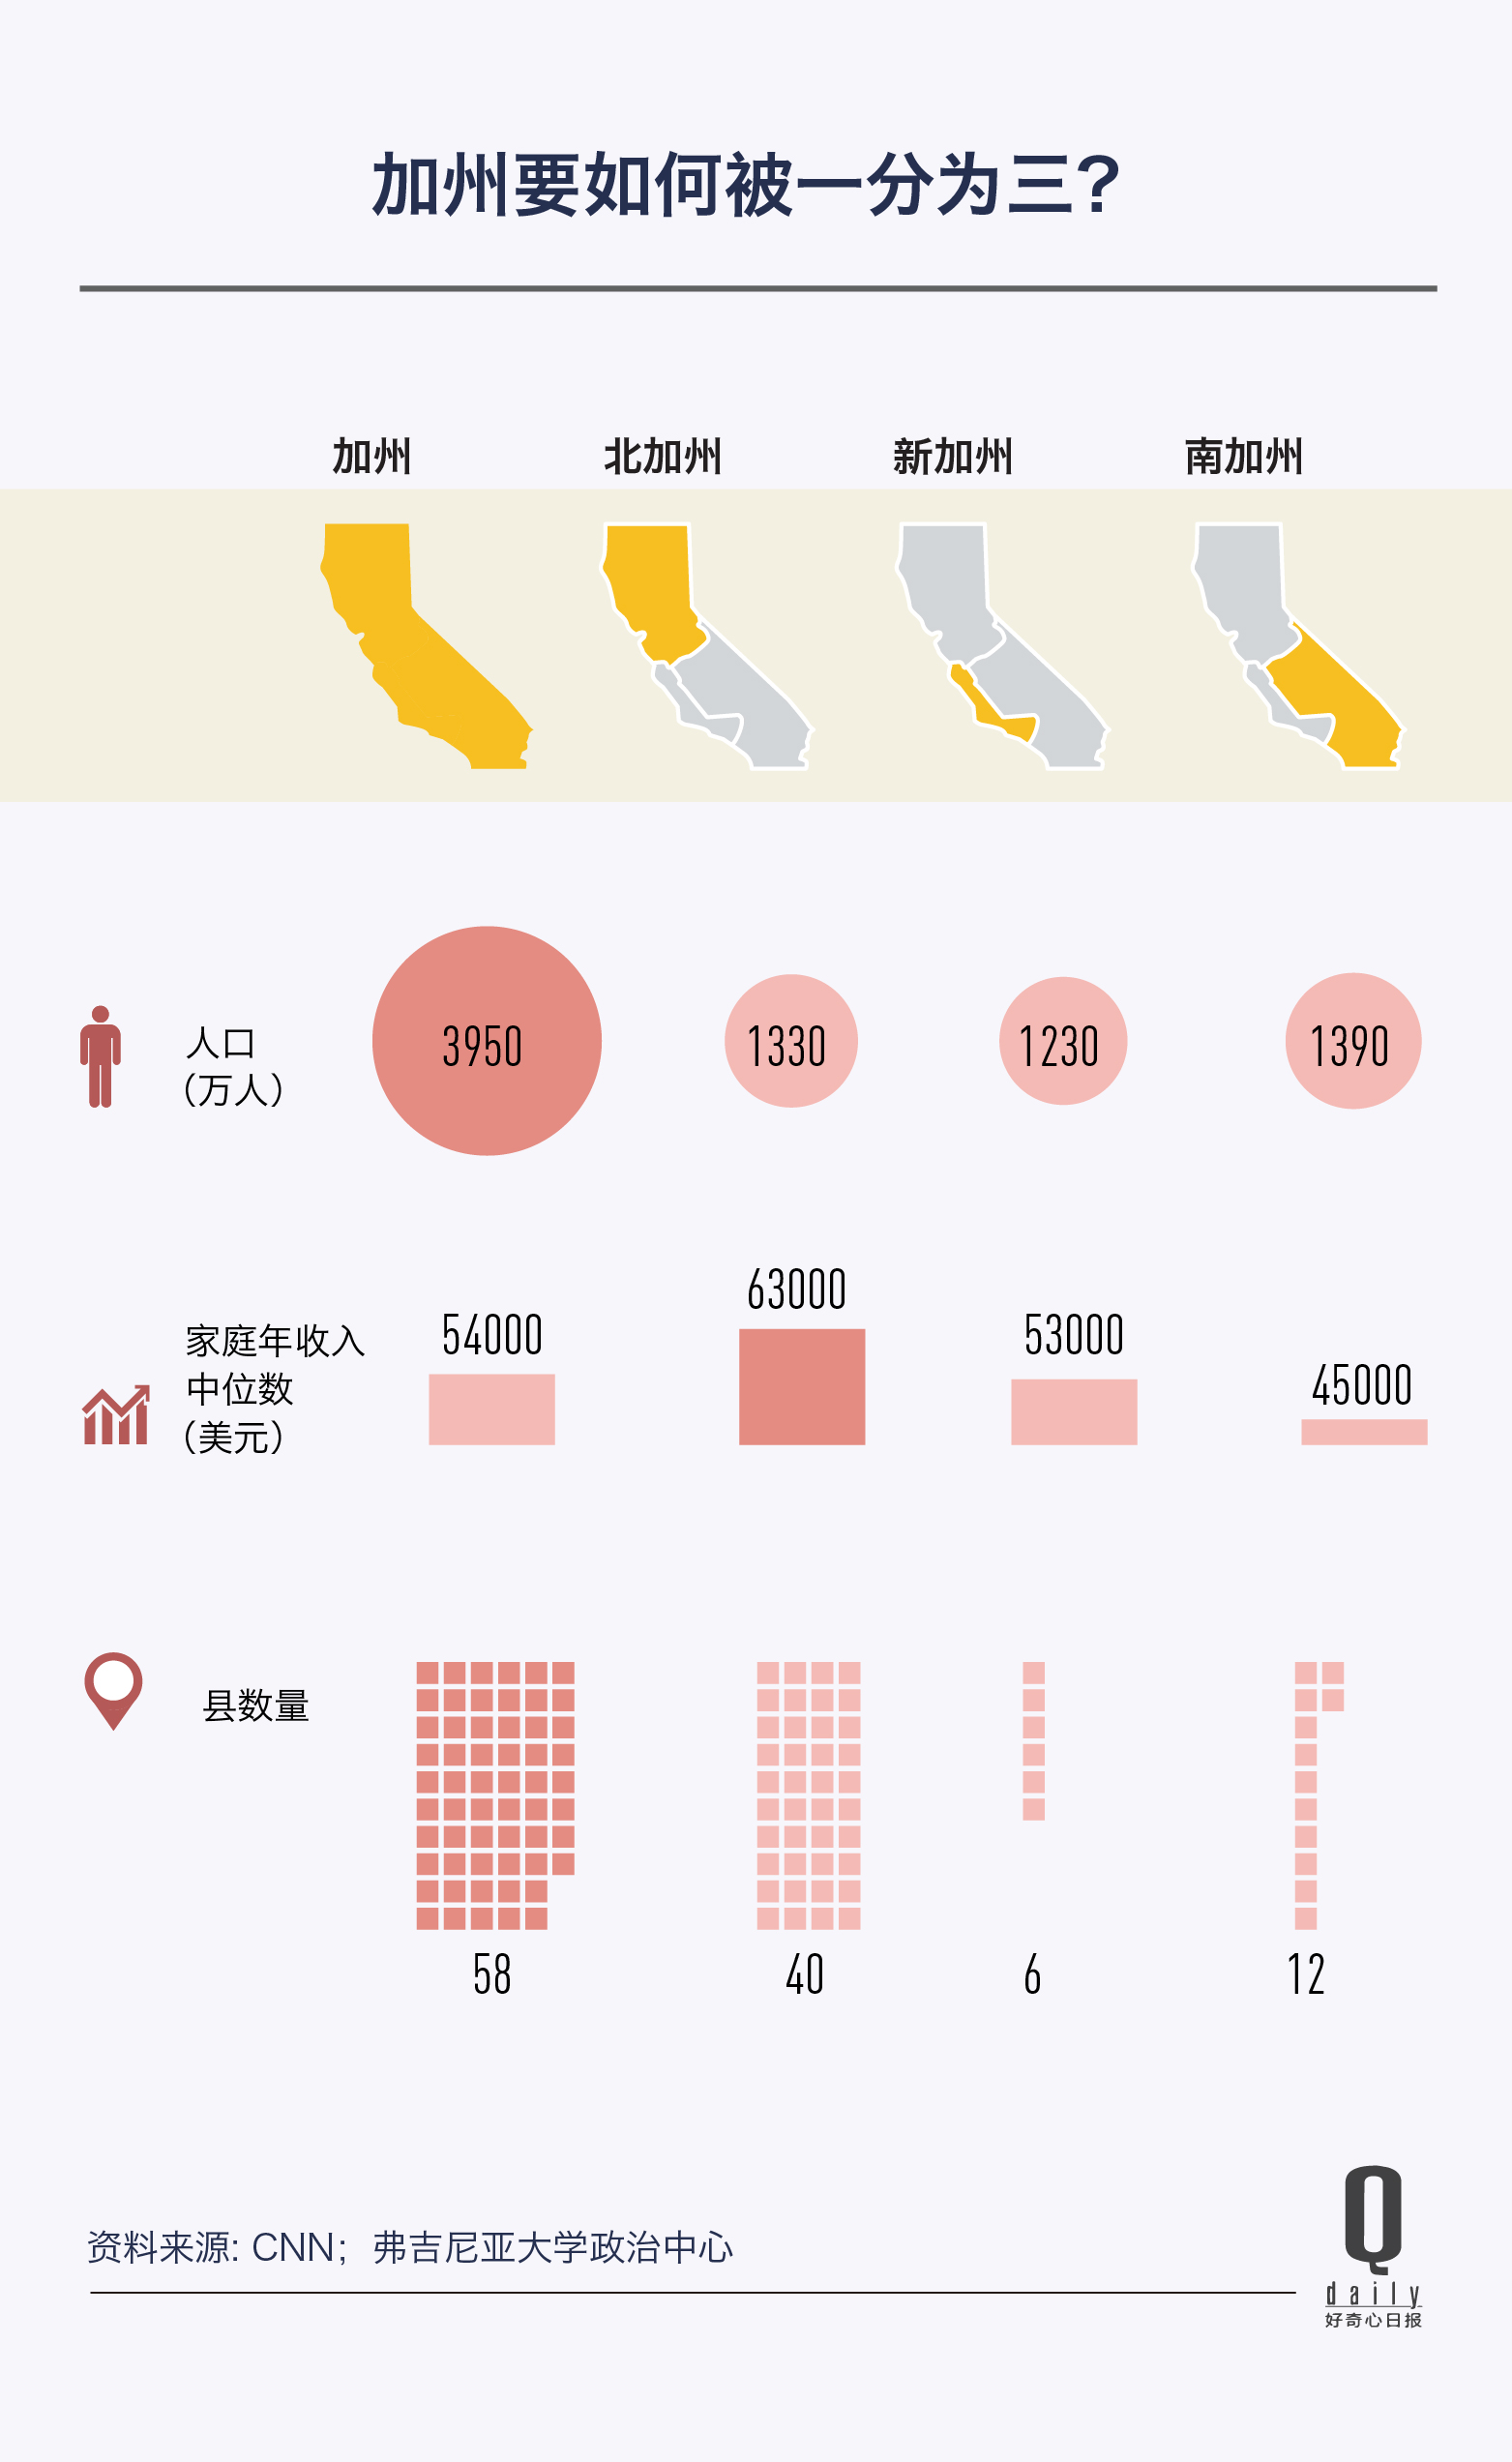 加州要如何被一分为三?
加州 北加州 新加州 南加州
人口
(万人)
3950 1330 1230 1390
家庭年收入
中位数
(美元)
54000 63000 53000 45000
县数量
58 40 6 12
资料来源: CNN; 弗吉尼亚大学政治中心
Q
daily
好奇心日报